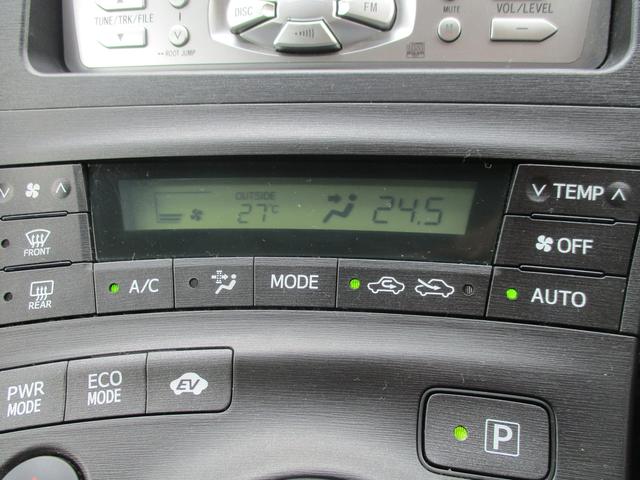 TUNE/TRK/FILE
ROOT JUMP
DISC
FM
MUTE
VOL/LEVEL
OUTSIDE
27°C
24.5
TEMP
FRONT
OFF
REAR
A/C
MODE
AUTO
PWR MODE
ECO MODE
EV
P